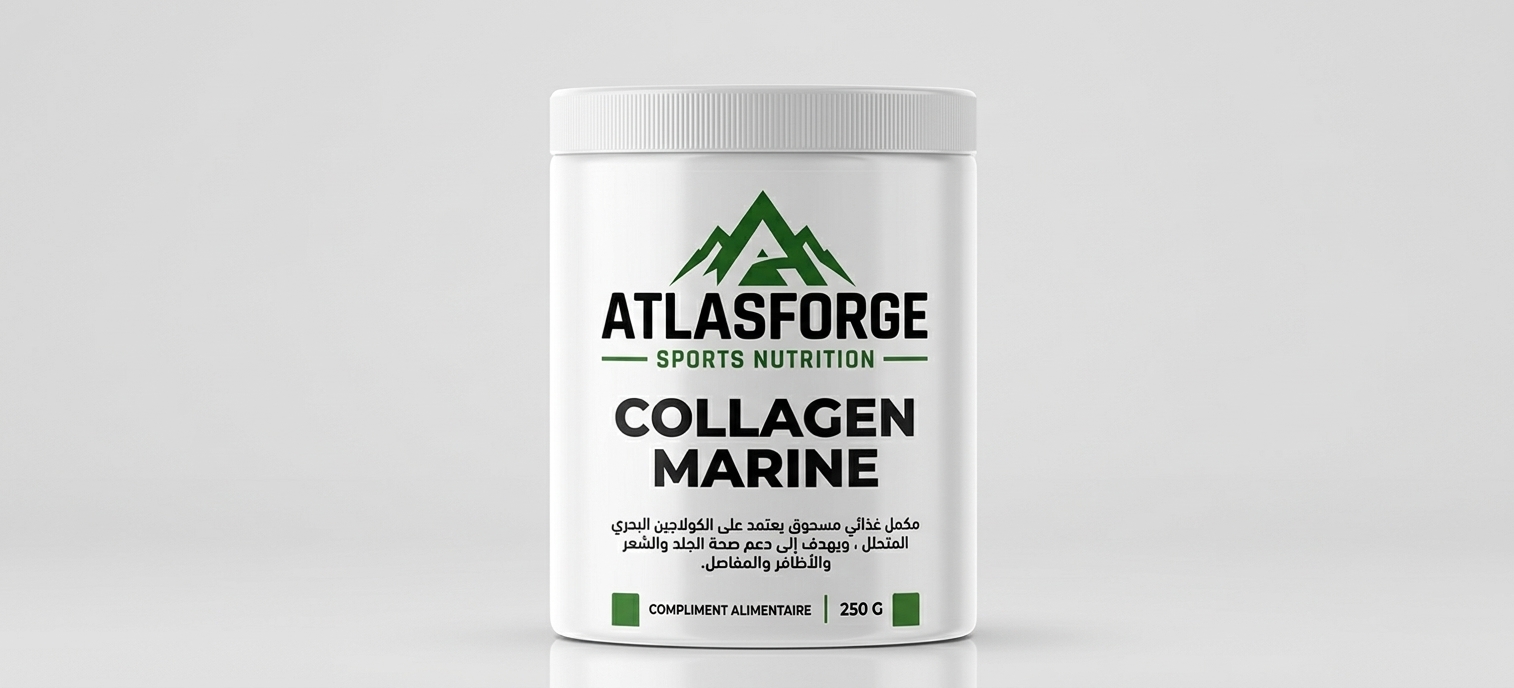 ATLASFORGE
SPORTS NUTRITION
COLLAGEN
MARINE
مكمل غذائي مسحوق يعتمد على الكولاجين البحري
المتحلل ، ويهدف إلى دعم صحة الجلد والشعر
والأظافر والمفاصل.
COMPLIMENT ALIMENTAIRE | 250 G